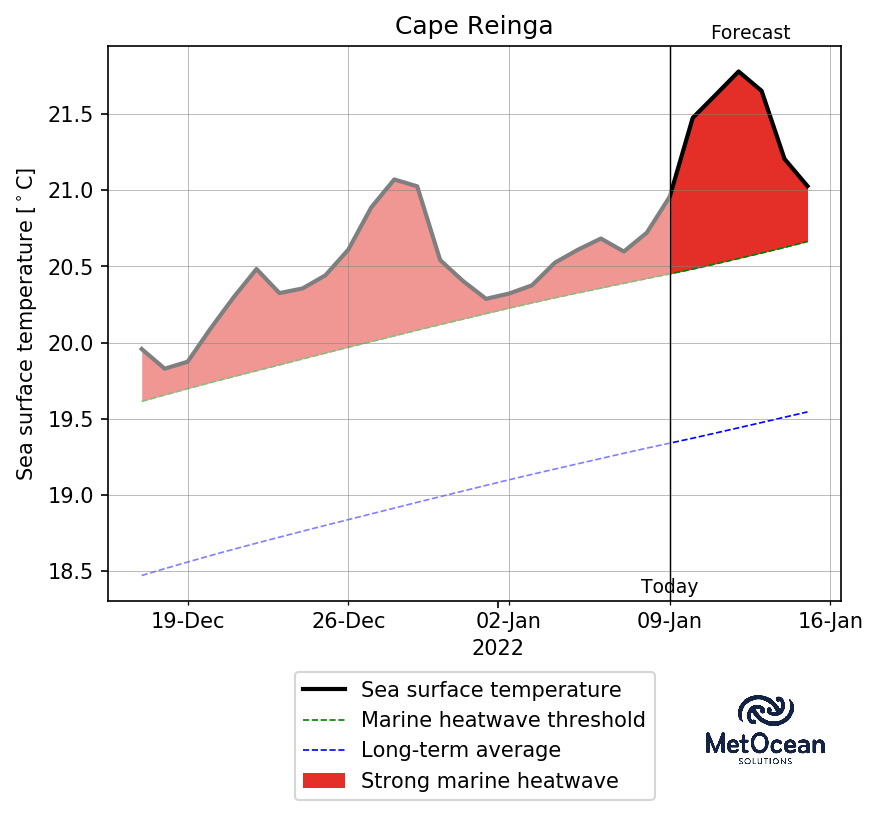 Cape Reinga
Forecast
Sea surface temperature [°C]
21.5
21.0
20.5
20.0
19.5
19.0
18.5
Today
19-Dec
26-Dec
02-Jan
09-Jan
16-Jan
2022
Sea surface temperature
Marine heatwave threshold
Long-term average
Strong marine heatwave
MetOcean
SOLUTIONS